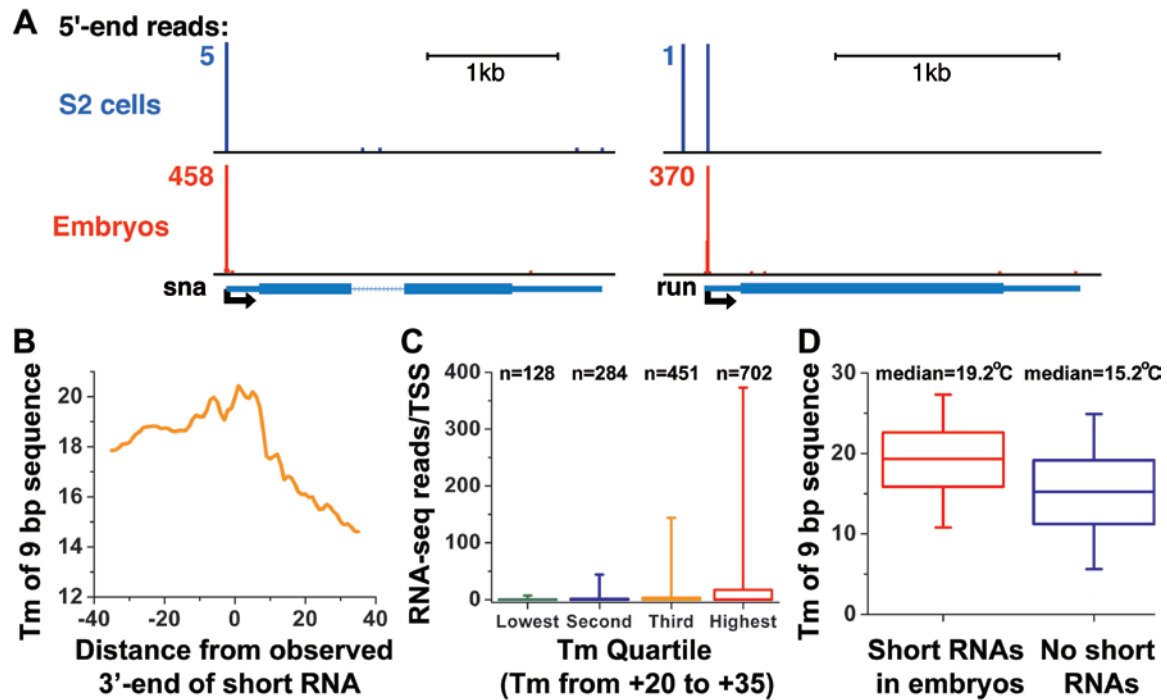 A 5'-end reads:
5
1
1kb
1kb
S2 cells
458
370
Embryos
sna
run
B
Tm of 9 bp sequence
20
18
16
14
12
-40
-20
0
20
40
Distance from observed
3'-end of short RNA
C
RNA-seq reads/TSS
400
300
200
100
0
n=128
n=284
n=451
n=702
Lowest
Second
Third
Highest
Tm Quartile
(Tm from +20 to +35)
D
Tm of 9 bp sequence
30
20
10
0
median=19.2°C
median=15.2°C
Short RNAs
in embryos
No short
RNAs